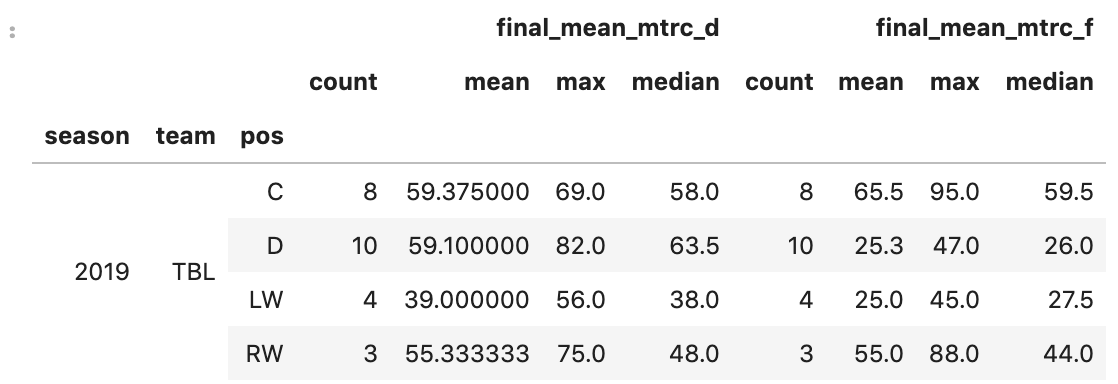 :
final_mean_mtrc_d final_mean_mtrc_f
count mean max median count mean max median
season team pos
C 8 59.375000 69.0 58.0 8 65.5 95.0 59.5
D 10 59.100000 82.0 63.5 10 25.3 47.0 26.0
2019 TBL
LW 4 39.000000 56.0 38.0 4 25.0 45.0 27.5
RW 3 55.333333 75.0 48.0 3 55.0 88.0 44.0